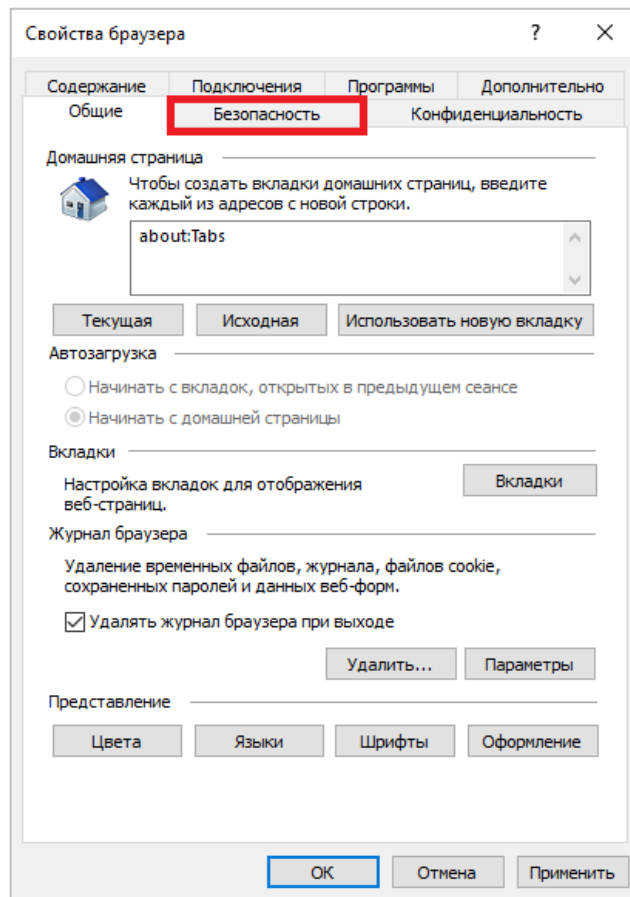 Свойства браузера ?
Содержание Подключения Программы Дополнительно
Общие Безопасность Конфиденциальность
Домашняя страница
Чтобы создать вкладки домашних страниц, введите
каждый из адресов с новой строки.
about:Tabs
Текущая Исходная Использовать новую вкладку
Автозагрузка
Начинать с вкладок, открытых в предыдущем сеансе
Начинать с домашней страницы
Вкладки
Настройка вкладок для отображения
веб-страниц.
Вкладки
Журнал браузера
Удаление временных файлов, журнала, файлов cookie,
сохраненных паролей и данных веб-форм.
Удалять журнал браузера при выходе
Удалить... Параметры
Представление
Цвета Языки Шрифты Оформление
ОК Отмена Применить